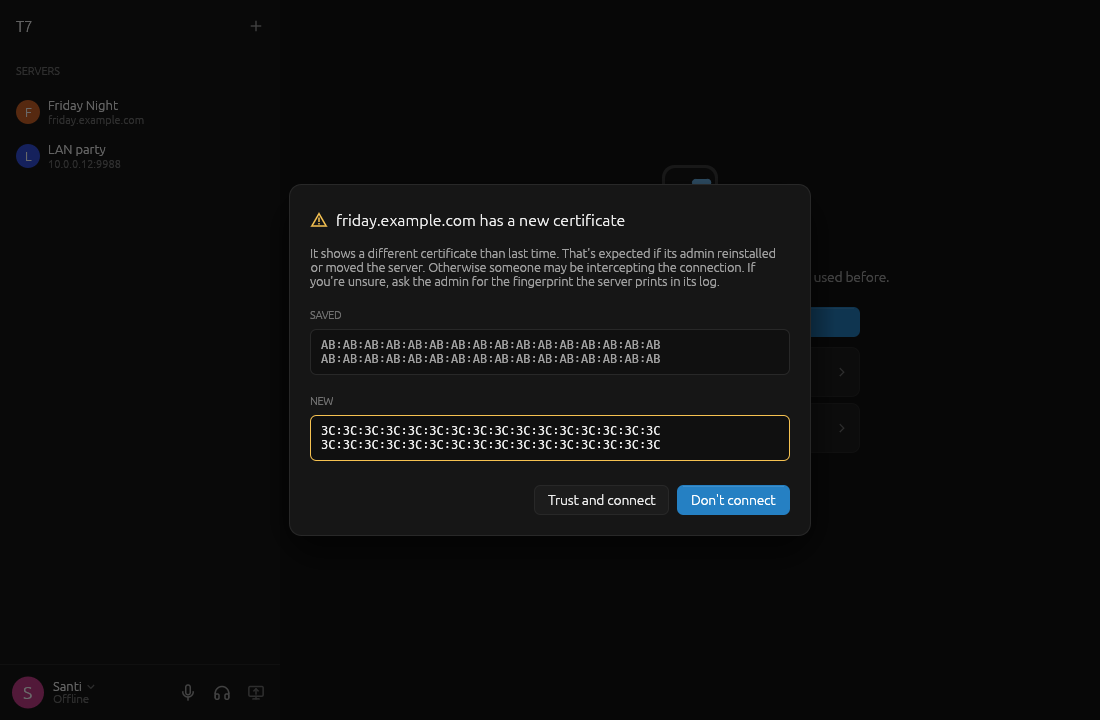 T7
SERVERS
F
Friday Night
friday.example.com
L
LAN party
10.0.0.12:9988
used before.
friday.example.com has a new certificate
It shows a different certificate than last time. That's expected if its admin reinstalled
or moved the server. Otherwise someone may be intercepting the connection. If
you're unsure, ask the admin for the fingerprint the server prints in its log.
SAVED
AB:AB:AB:AB:AB:AB:AB:AB:AB:AB:AB:AB:AB:AB:AB:AB
AB:AB:AB:AB:AB:AB:AB:AB:AB:AB:AB:AB:AB:AB:AB:AB
NEW
3C:3C:3C:3C:3C:3C:3C:3C:3C:3C:3C:3C:3C:3C:3C:3C
3C:3C:3C:3C:3C:3C:3C:3C:3C:3C:3C:3C:3C:3C:3C:3C
Trust and connect
Don't connect
S
Santi
Offline